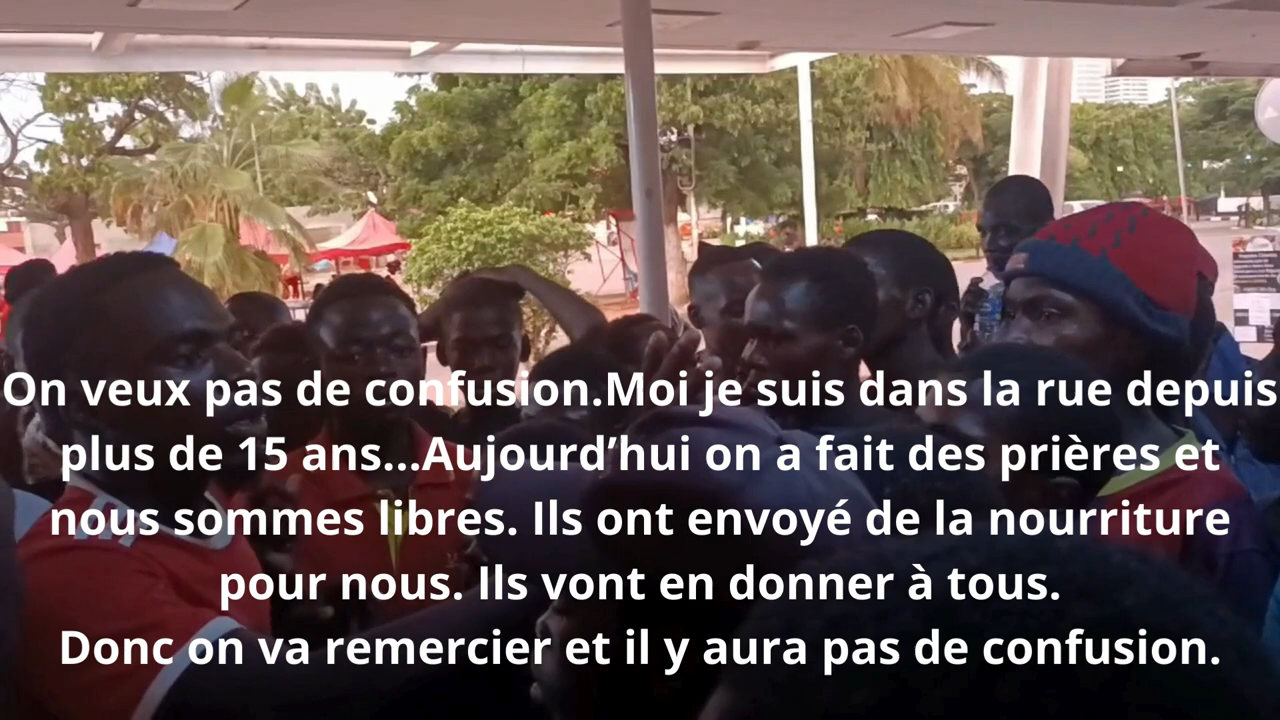 On veux pas de confusion.Moi je suis dans la rue depuis
plus de 15 ans...Aujourd’hui on a fait des prières et
nous sommes libres. Ils ont envoyé de la nourriture
pour nous. Ils vont en donner à tous.
Donc on va remercier et il y aura pas de confusion.